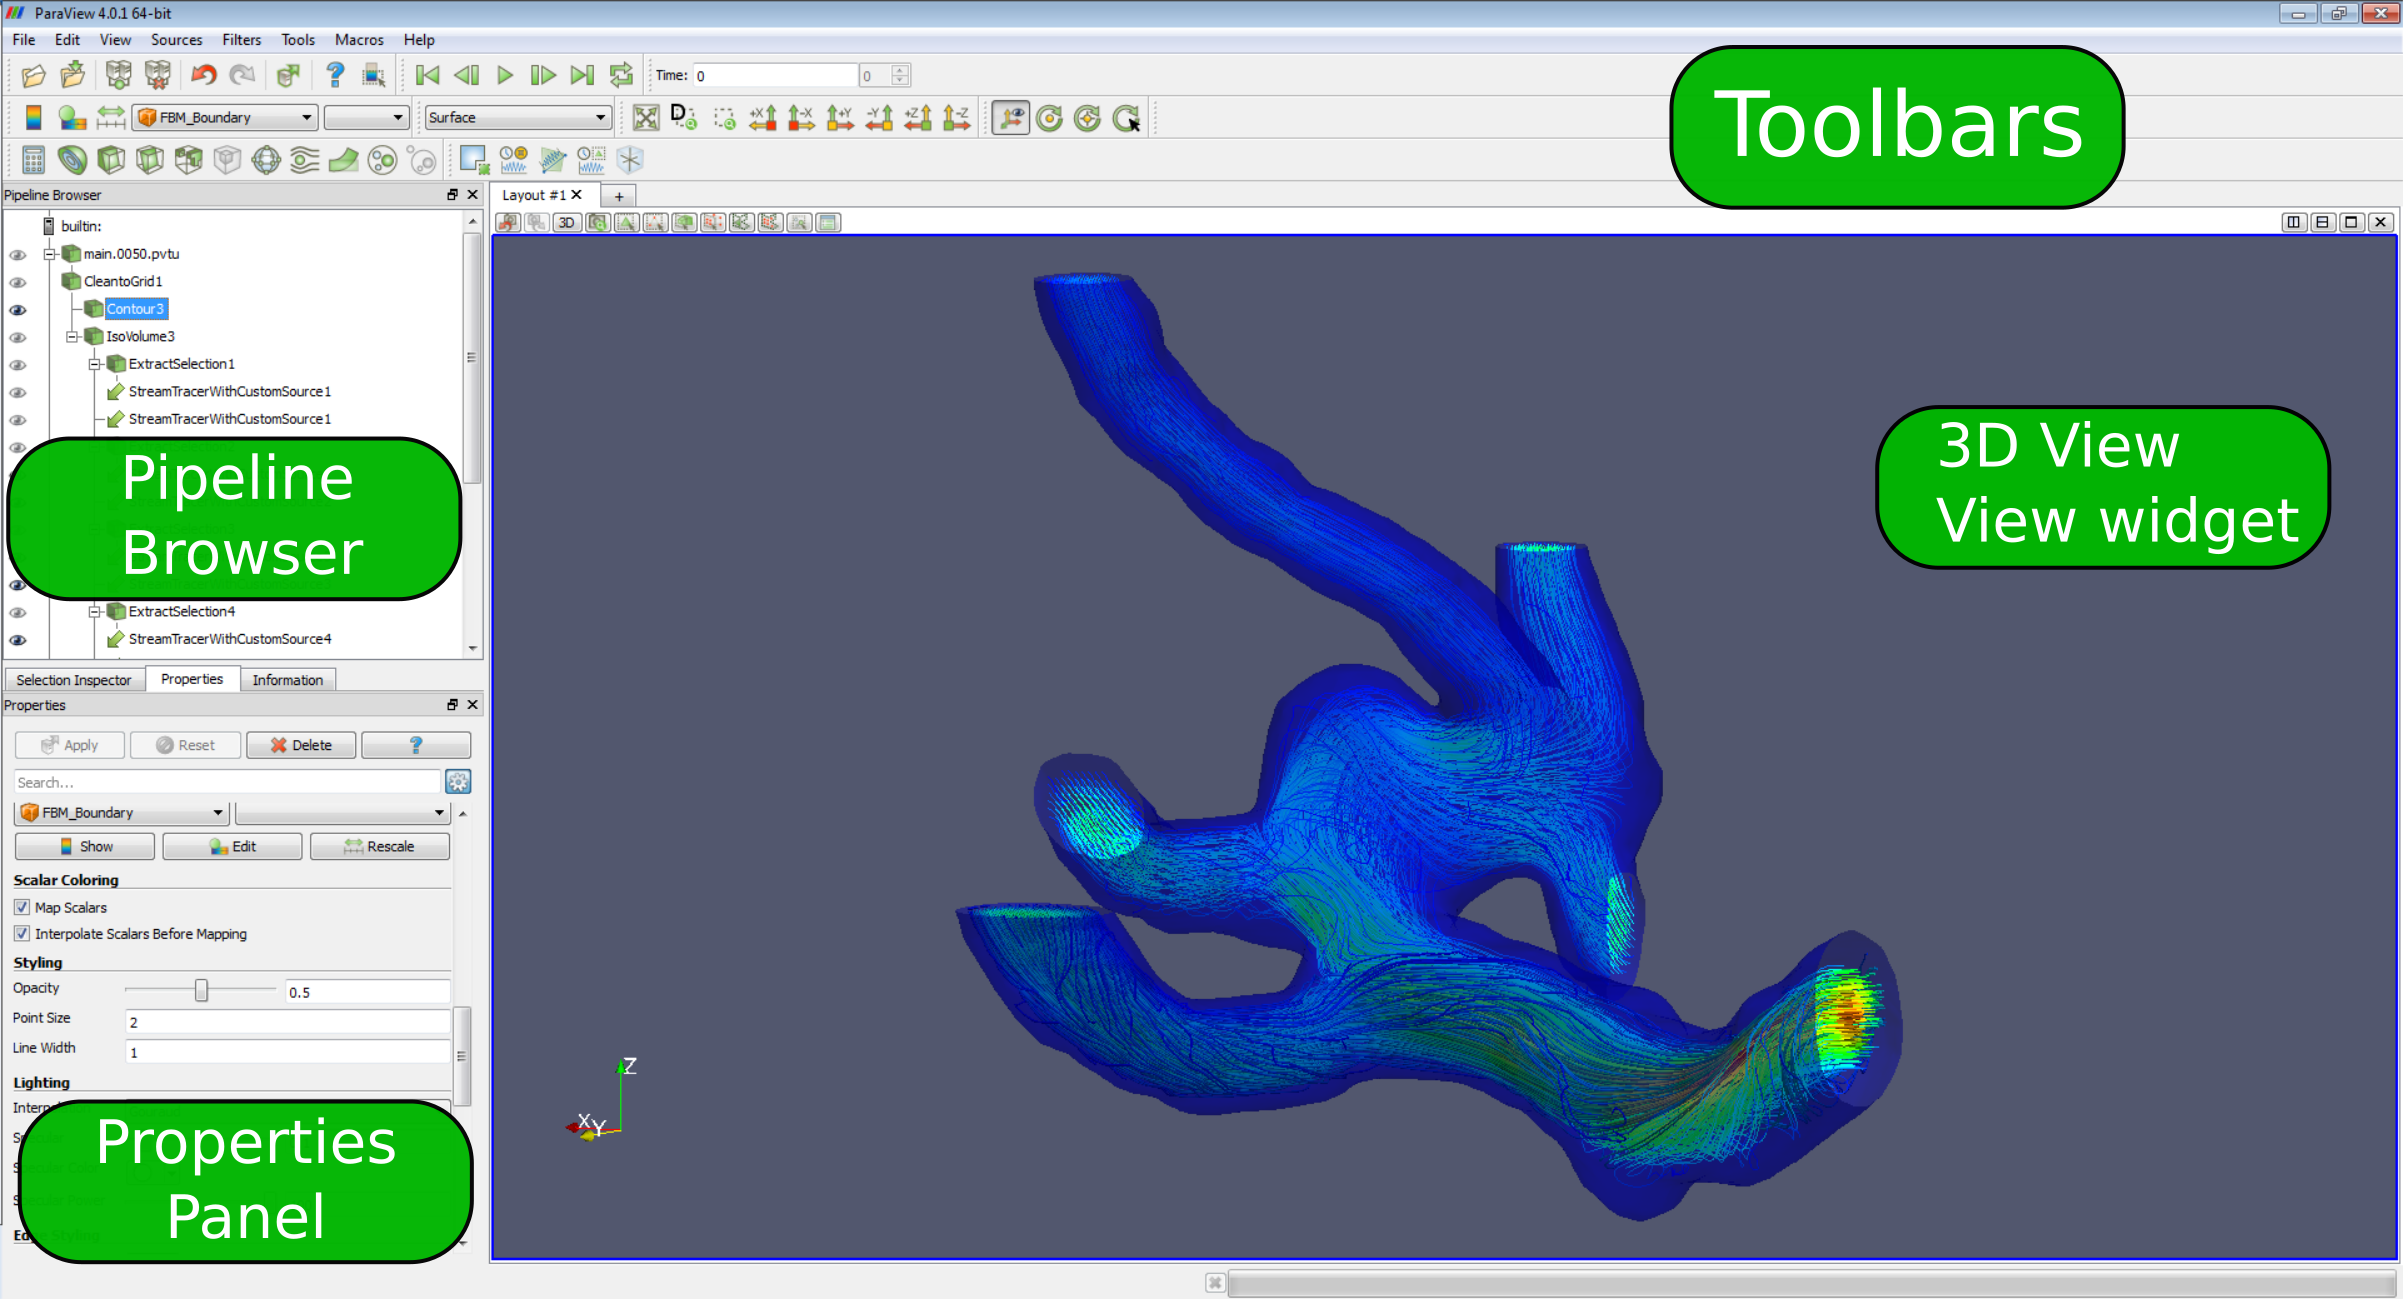 ParaView 4.0.1 64-bit
File Edit View Sources Filters Tools Macros Help
Time: 0 0
FBM_Boundary Surface
D +X -X +Y -Y +Z -Z
Toolbars
Pipeline Browser
Layout #1
+
3D
builtin:
main.0050.pvtu
CleantoGrid1
Contour3
IsoVolume3
ExtractSelection1
StreamTracerWithCustomSource1
StreamTracerWithCustomSource1
Pipeline
Browser
ExtractSelection4
StreamTracerWithCustomSource4
3D View
View widget
Selection Inspector Properties Information
Properties
Apply Reset Delete ?
Search...
FBM_Boundary
Show Edit Rescale
Scalar Coloring
Map Scalars
Interpolate Scalars Before Mapping
Styling
Opacity 0.5
Point Size 2
Line Width 1
Lighting
Properties
Panel
Z
X
Y